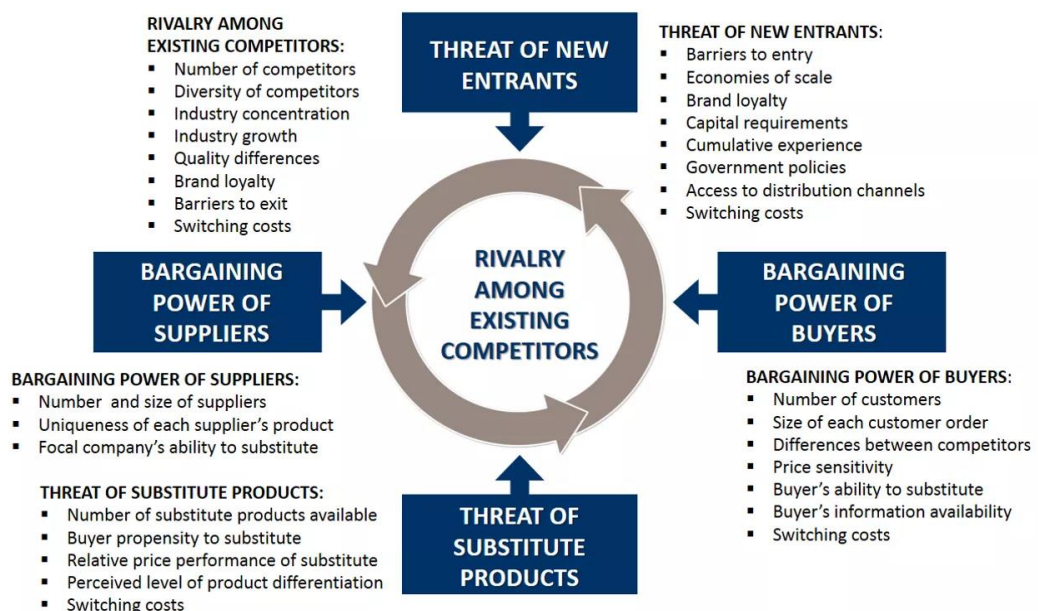 RIVALRY AMONG
EXISTING COMPETITORS:
▪ Number of competitors
▪ Diversity of competitors
▪ Industry concentration
▪ Industry growth
▪ Quality differences
▪ Brand loyalty
▪ Barriers to exit
▪ Switching costs
THREAT OF NEW
ENTRANTS
THREAT OF NEW ENTRANTS:
▪ Barriers to entry
▪ Economies of scale
▪ Brand loyalty
▪ Capital requirements
▪ Cumulative experience
▪ Government policies
▪ Access to distribution channels
▪ Switching costs
BARGAINING
POWER OF
SUPPLIERS
RIVALRY
AMONG
EXISTING
COMPETITORS
BARGAINING
POWER OF
BUYERS
BARGAINING POWER OF SUPPLIERS:
▪ Number and size of suppliers
▪ Uniqueness of each supplier’s product
▪ Focal company’s ability to substitute
BARGAINING POWER OF BUYERS:
▪ Number of customers
▪ Size of each customer order
▪ Differences between competitors
▪ Price sensitivity
▪ Buyer’s ability to substitute
▪ Buyer’s information availability
▪ Switching costs
THREAT OF SUBSTITUTE PRODUCTS:
▪ Number of substitute products available
▪ Buyer propensity to substitute
▪ Relative price performance of substitute
▪ Perceived level of product differentiation
▪ Switching costs
THREAT OF
SUBSTITUTE
PRODUCTS